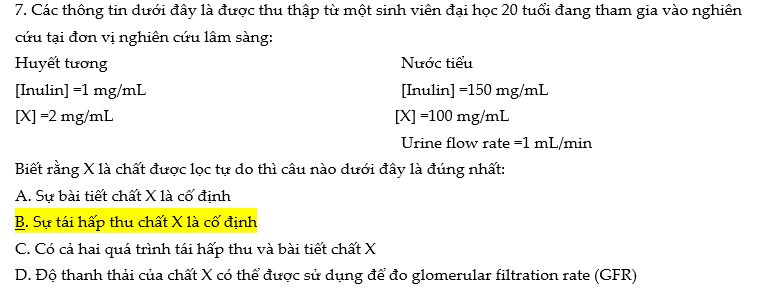 7. Các thông tin dưới đây là được thu thập từ một sinh viên đại học 20 tuổi đang tham gia vào nghiên
cứu tại đơn vị nghiên cứu lâm sàng:
Huyết tương Nước tiểu
[Inulin] =1 mg/mL [Inulin] =150 mg/mL
[X] =2 mg/mL [X] =100 mg/mL
Urine flow rate =1 mL/min
Biết rằng X là chất được lọc tự do thì câu nào dưới đây là đúng nhất:
A. Sự bài tiết chất X là cố định
B. Sự tái hấp thu chất X là cố định
C. Có cả hai quá trình tái hấp thu và bài tiết chất X
D. Độ thanh thải của chất X có thể được sử dụng để đo glomerular filtration rate (GFR)